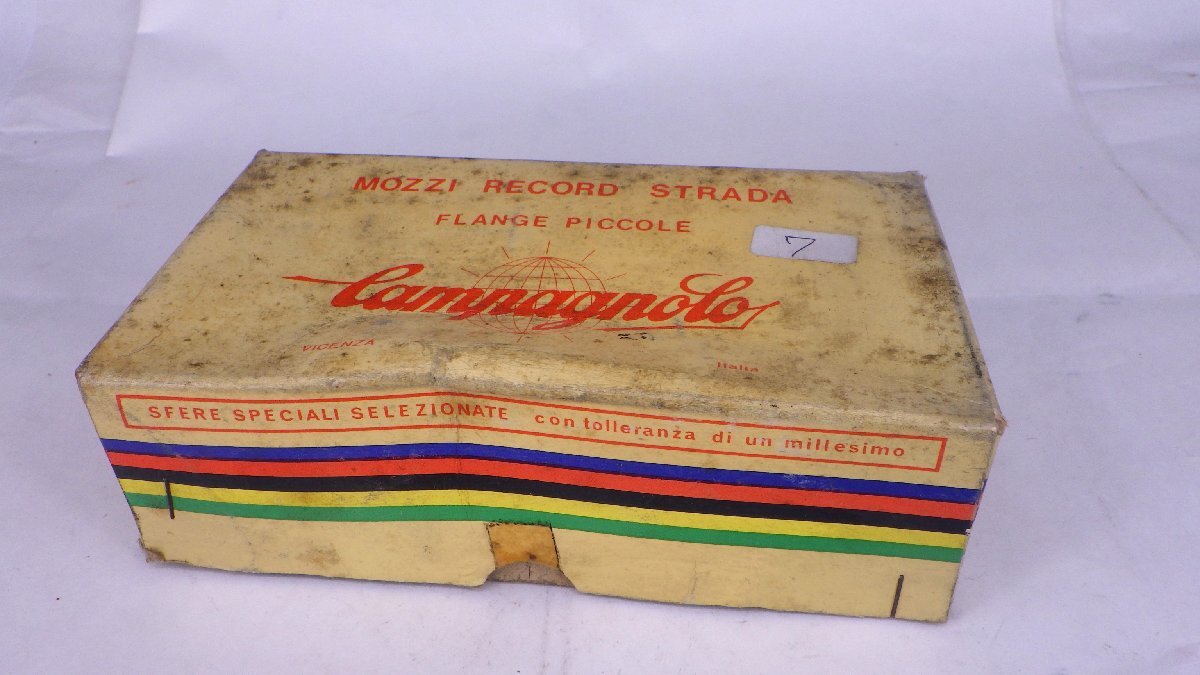 MOZZI RECORD STRADA
FLANGE PICCOLE
7
Campagnolo
VICENZA Italia
SFERE SPECIALI SELEZIONATE con tolleranza di un millesimo